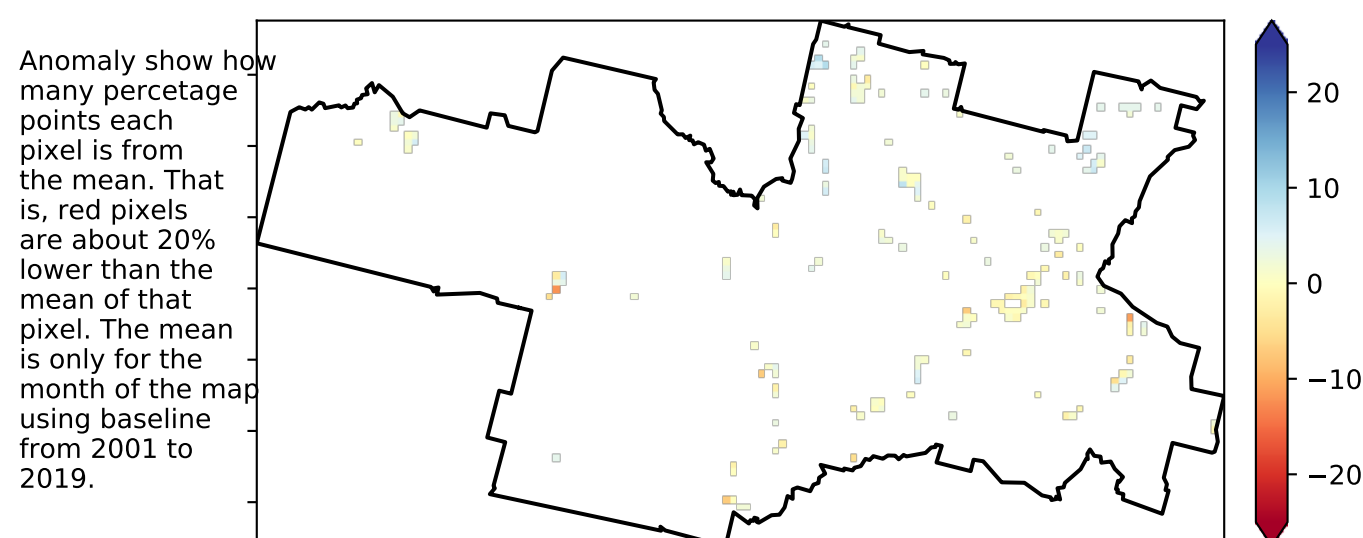 Anomaly show how
many percetage
points each
pixel is from
the mean. That
is, red pixels
are about 20%
lower than the
mean of that
pixel. The mean
is only for the
month of the map
using baseline
from 2001 to
2019.
20
10
0
−10
−20